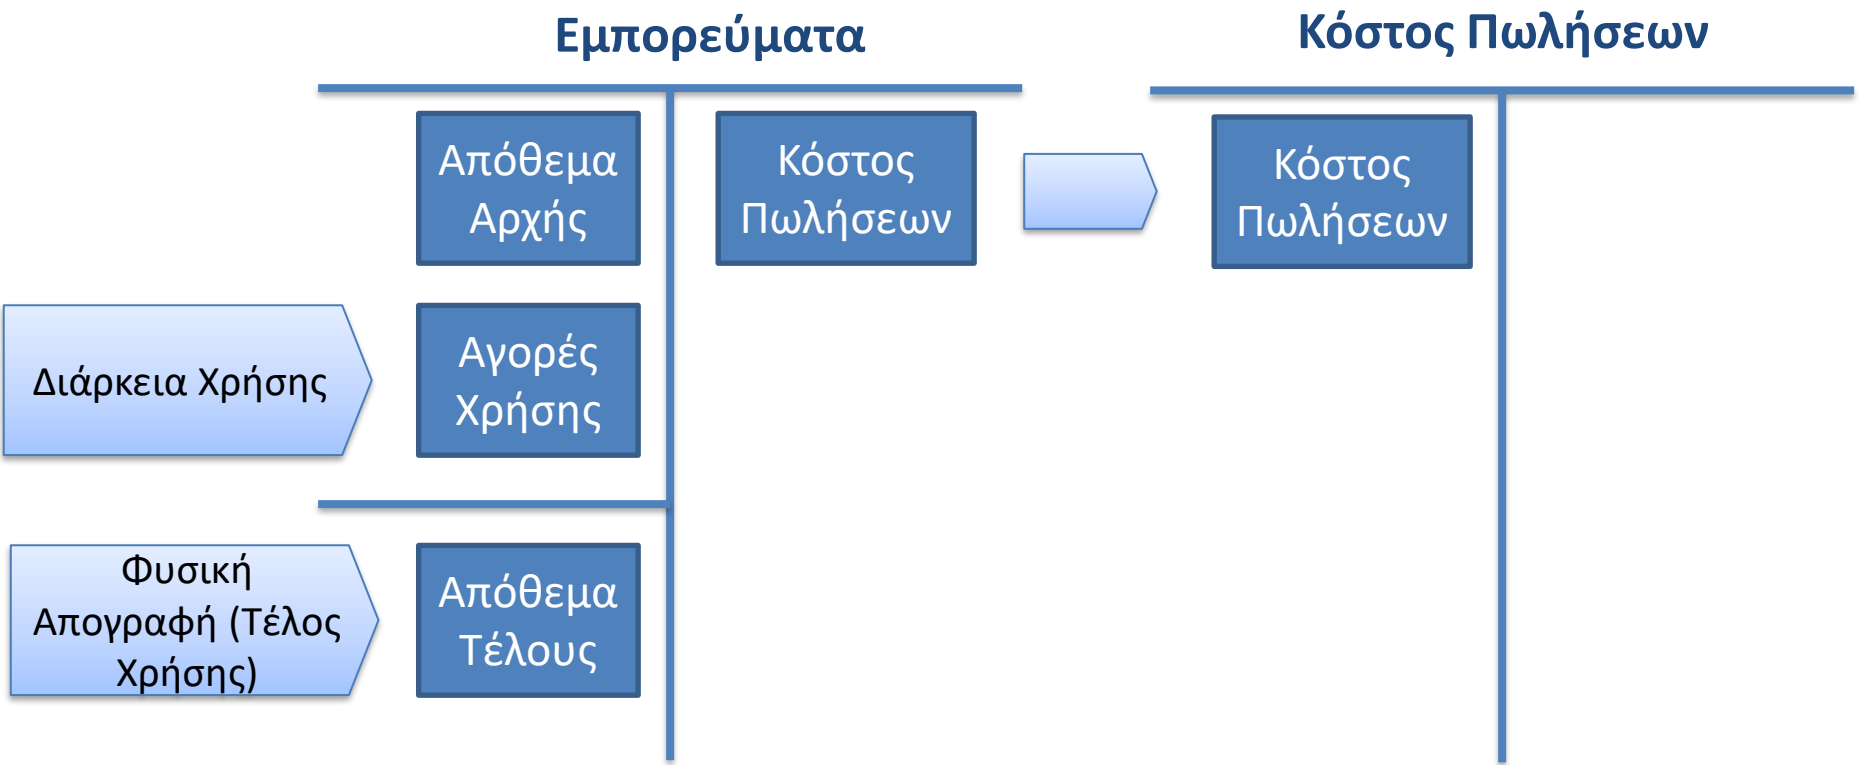 Εμπορεύματα
Κόστος Πωλήσεων
Απόθεμα
Αρχής
Κόστος
Πωλήσεων
Κόστος
Πωλήσεων
Διάρκεια Χρήσης
Αγορές
Χρήσης
Φυσική
Απογραφή (Τέλος
Χρήσης)
Απόθεμα
Τέλους